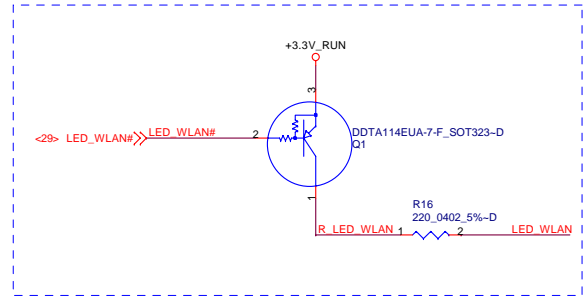 +3.3V_RUN
3
<29> LED_WLAN# LED_WLAN# 2
DDTA114EUA-7-F_SOT323~D
Q1
1
R16
220_0402_5%~D
R_LED_WLAN 1 2 LED_WLAN